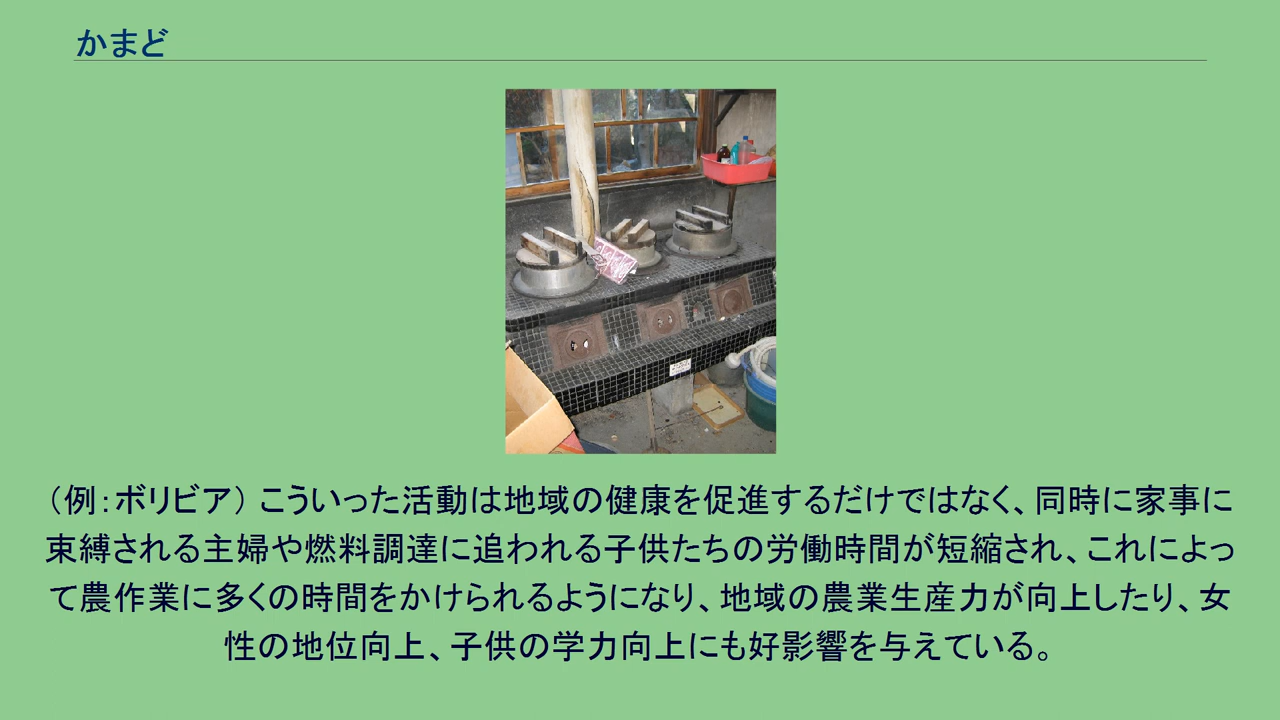 かまど
（例：ボリビア） こういった活動は地域の健康を促進するだけではなく、同時に家事に
束縛される主婦や燃料調達に追われる子供たちの労働時間が短縮され、これによっ
て農作業に多くの時間をかけられるようになり、地域の農業生産力が向上したり、女
性の地位向上、子供の学力向上にも好影響を与えている。